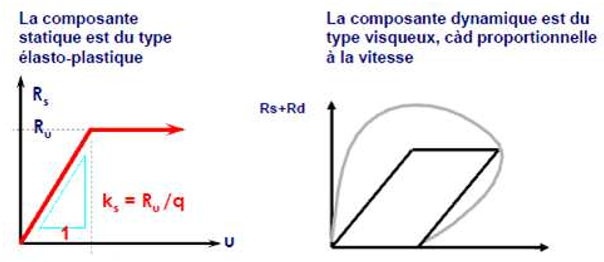 La composante
statique est du type
élasto-plastique
Rs
Ru
ks = Ru/q
1
u
La composante dynamique est du
type visqueux, càd proportionnelle
à la vitesse
Rs+Rd